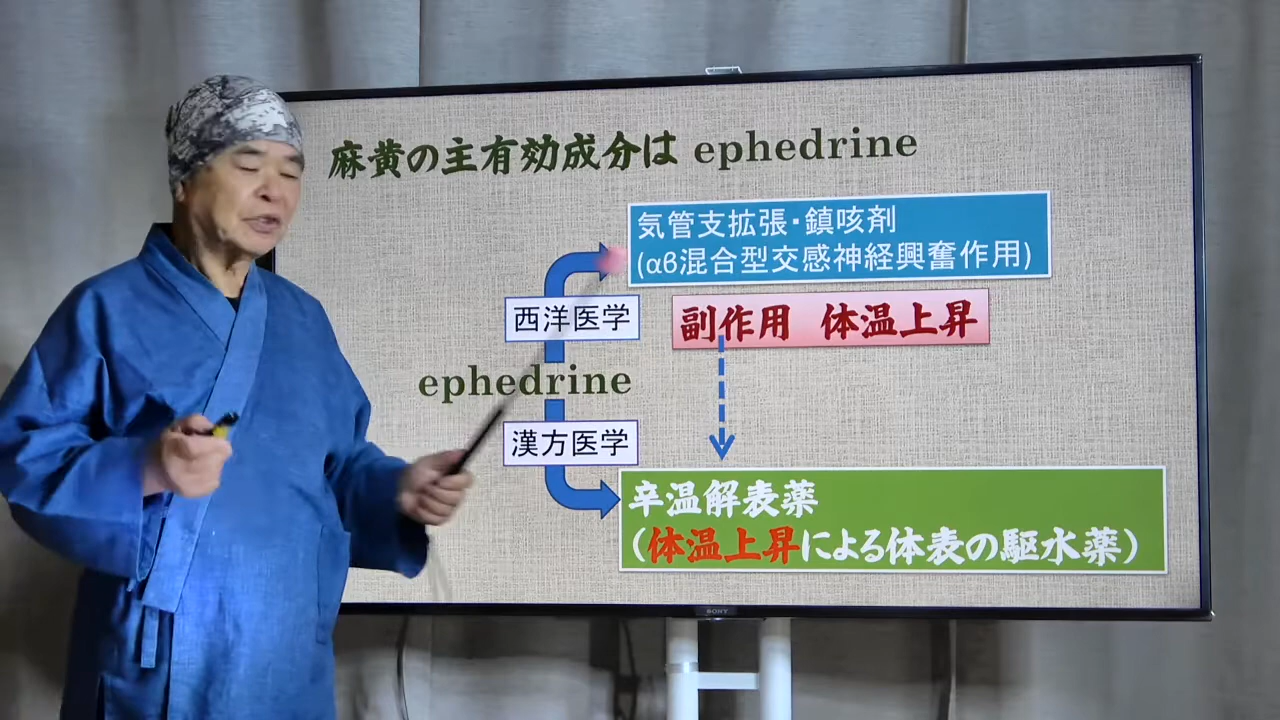 麻黄の主有効成分は ephedrine
気管支拡張・鎮咳剤
(αβ混合型交感神経興奮作用)
西洋医学
副作用 体温上昇
ephedrine
漢方医学
辛温解表薬
(体温上昇による体表の駆水薬)
SONY